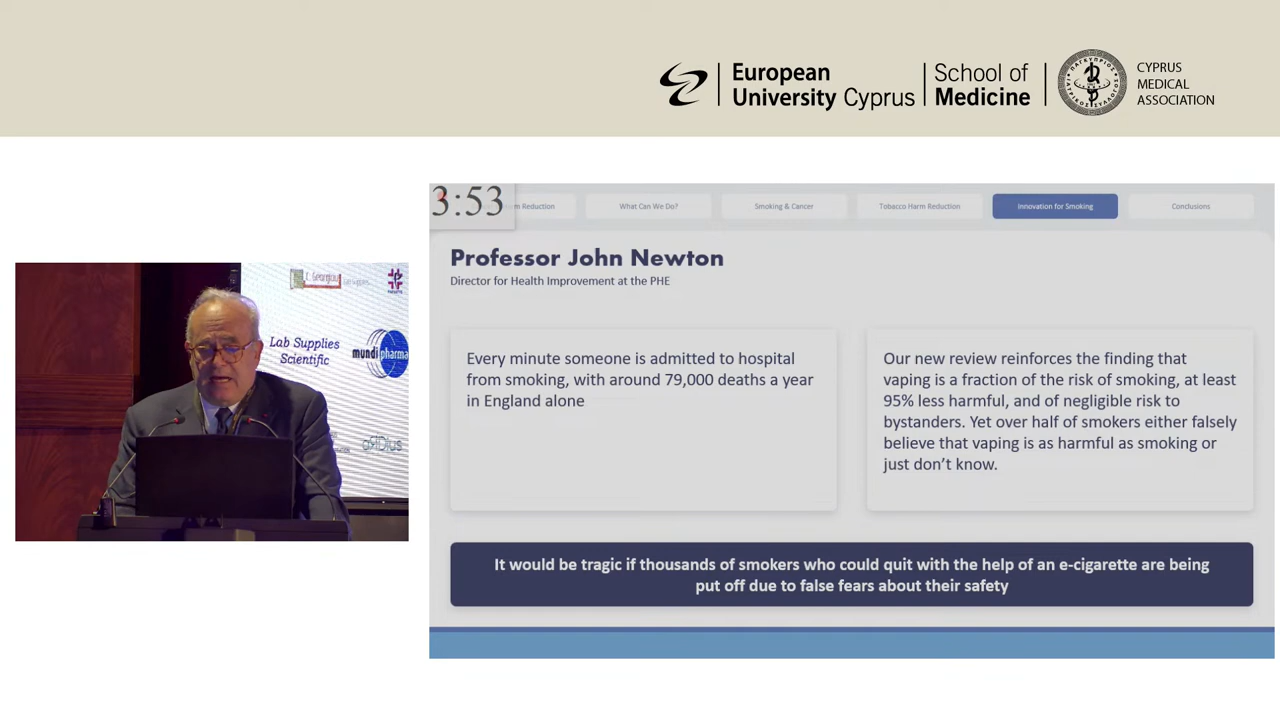 European
University Cyprus
School of
Medicine
CYPRUS
MEDICAL
ASSOCIATION
3:53
rm Reduction
What Can We Do?
Smoking & Cancer
Tobacco Harm Reduction
Innovation for Smoking
Conclusions
Professor John Newton
Director for Health Improvement at the PHE
Every minute someone is admitted to hospital
from smoking, with around 79,000 deaths a year
in England alone
Our new review reinforces the finding that
vaping is a fraction of the risk of smoking, at least
95% less harmful, and of negligible risk to
bystanders. Yet over half of smokers either falsely
believe that vaping is as harmful as smoking or
just don't know.
It would be tragic if thousands of smokers who could quit with the help of an e-cigarette are being
put off due to false fears about their safety
Lab Supplies
Scientific
mundipharma